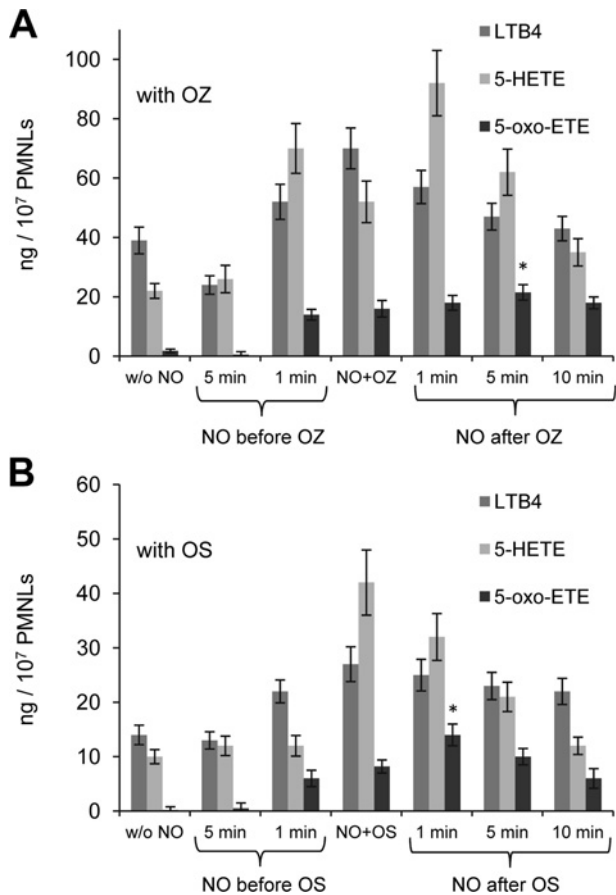 A
LTB4
5-HETE
5-oxo-ETE
with OZ
ng / 10⁷ PMNLs
100
80
60
40
20
0
*
w/o NO 5 min 1 min NO+OZ 1 min 5 min 10 min
NO before OZ NO after OZ
B
LTB4
5-HETE
5-oxo-ETE
with OS
ng / 10⁷ PMNLs
60
50
40
30
20
10
0
*
w/o NO 5 min 1 min NO+OS 1 min 5 min 10 min
NO before OS NO after OS